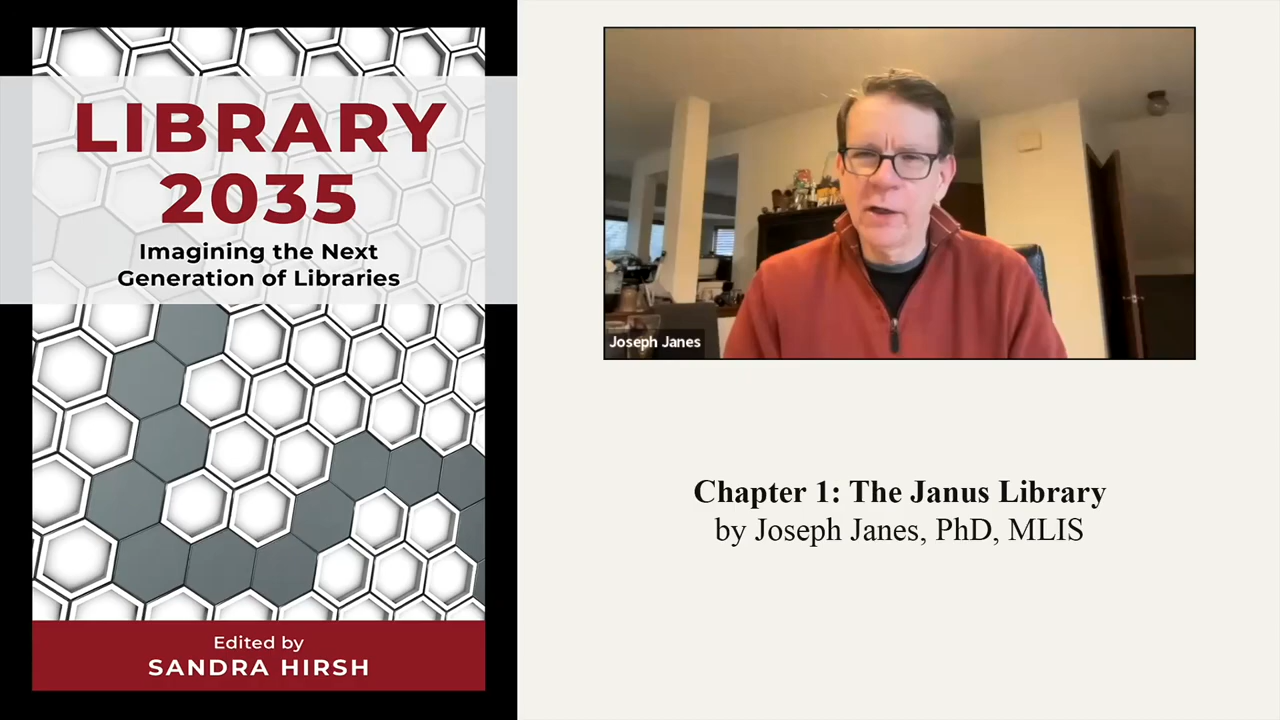 LIBRARY
2035
Imagining the Next
Generation of Libraries
Edited by
SANDRA HIRSH
Joseph Janes
Chapter 1: The Janus Library
by Joseph Janes, PhD, MLIS